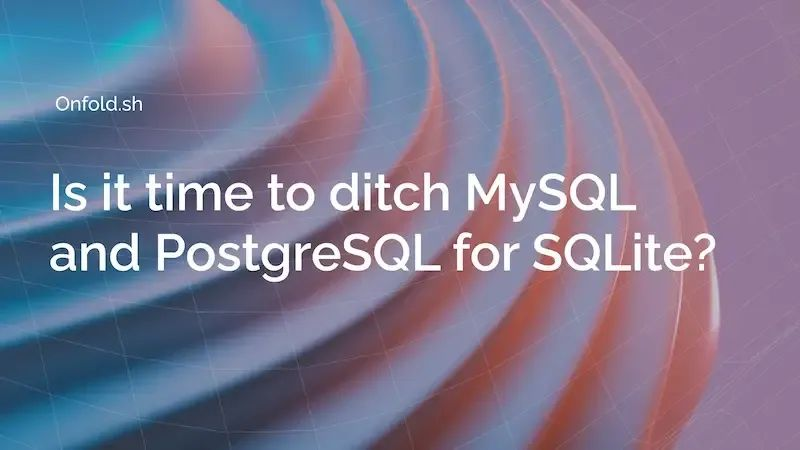 Onfold.sh
Is it time to ditch MySQL
and PostgreSQL for SQLite?